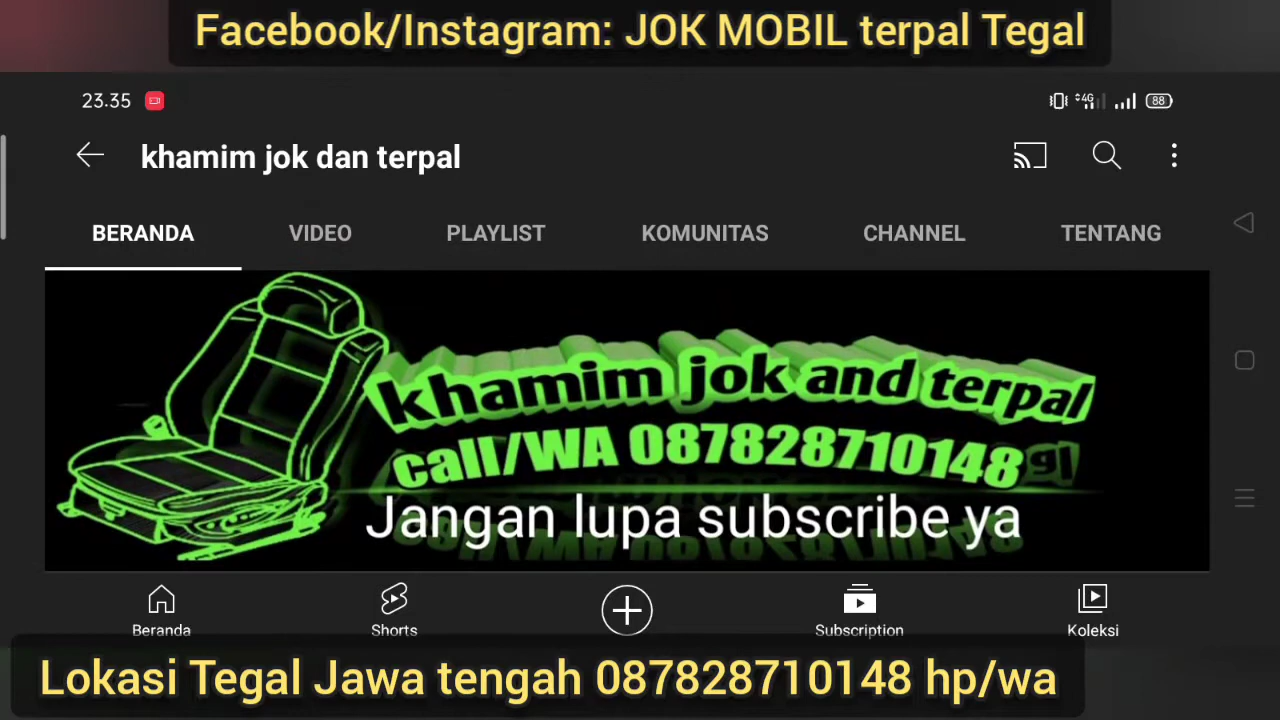 Facebook/Instagram: JOK MOBIL terpal Tegal
23.35 4G 88
khamim jok dan terpal
BERANDA VIDEO PLAYLIST KOMUNITAS CHANNEL TENTANG
khamim jok and terpal
call/WA 087828710148
Jangan lupa subscribe ya
Beranda Shorts Subscription Koleksi
Lokasi Tegal Jawa tengah 087828710148 hp/wa